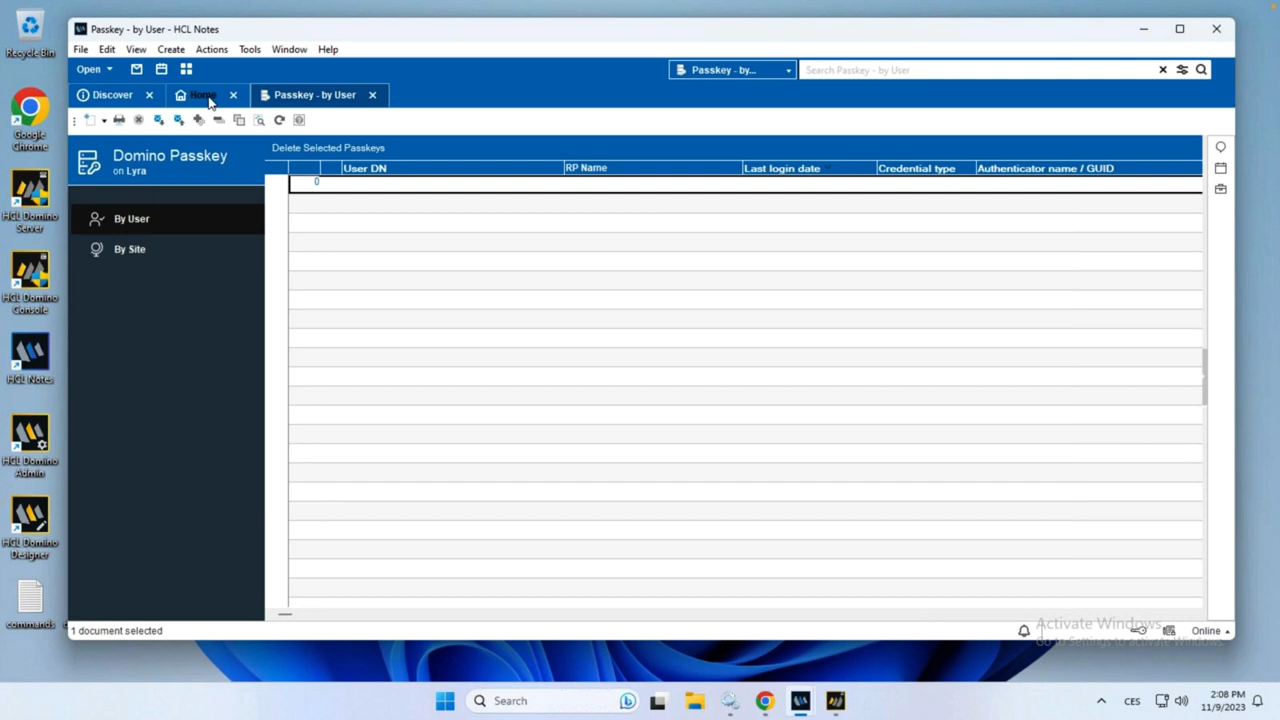 Passkey - by User - HCL Notes
File Edit View Create Actions Tools Window Help
Open
Passkey - by...
Search Passkey - by User
Discover
Home
Passkey - by User
Domino Passkey
on Lyra
By User
By Site
Delete Selected Passkeys
User DN RP Name Last login date Credential type Authenticator name / GUID
0
1 document selected
Online
Activate Windows
Go to Settings to activate Windows.
Recycle Bin
Google Chrome
HCL Domino Server
HCL Domino Console
HCL Notes
HCL Domino Admin
HCL Domino Designer
commands
Search
CES
2:08 PM
11/9/2023